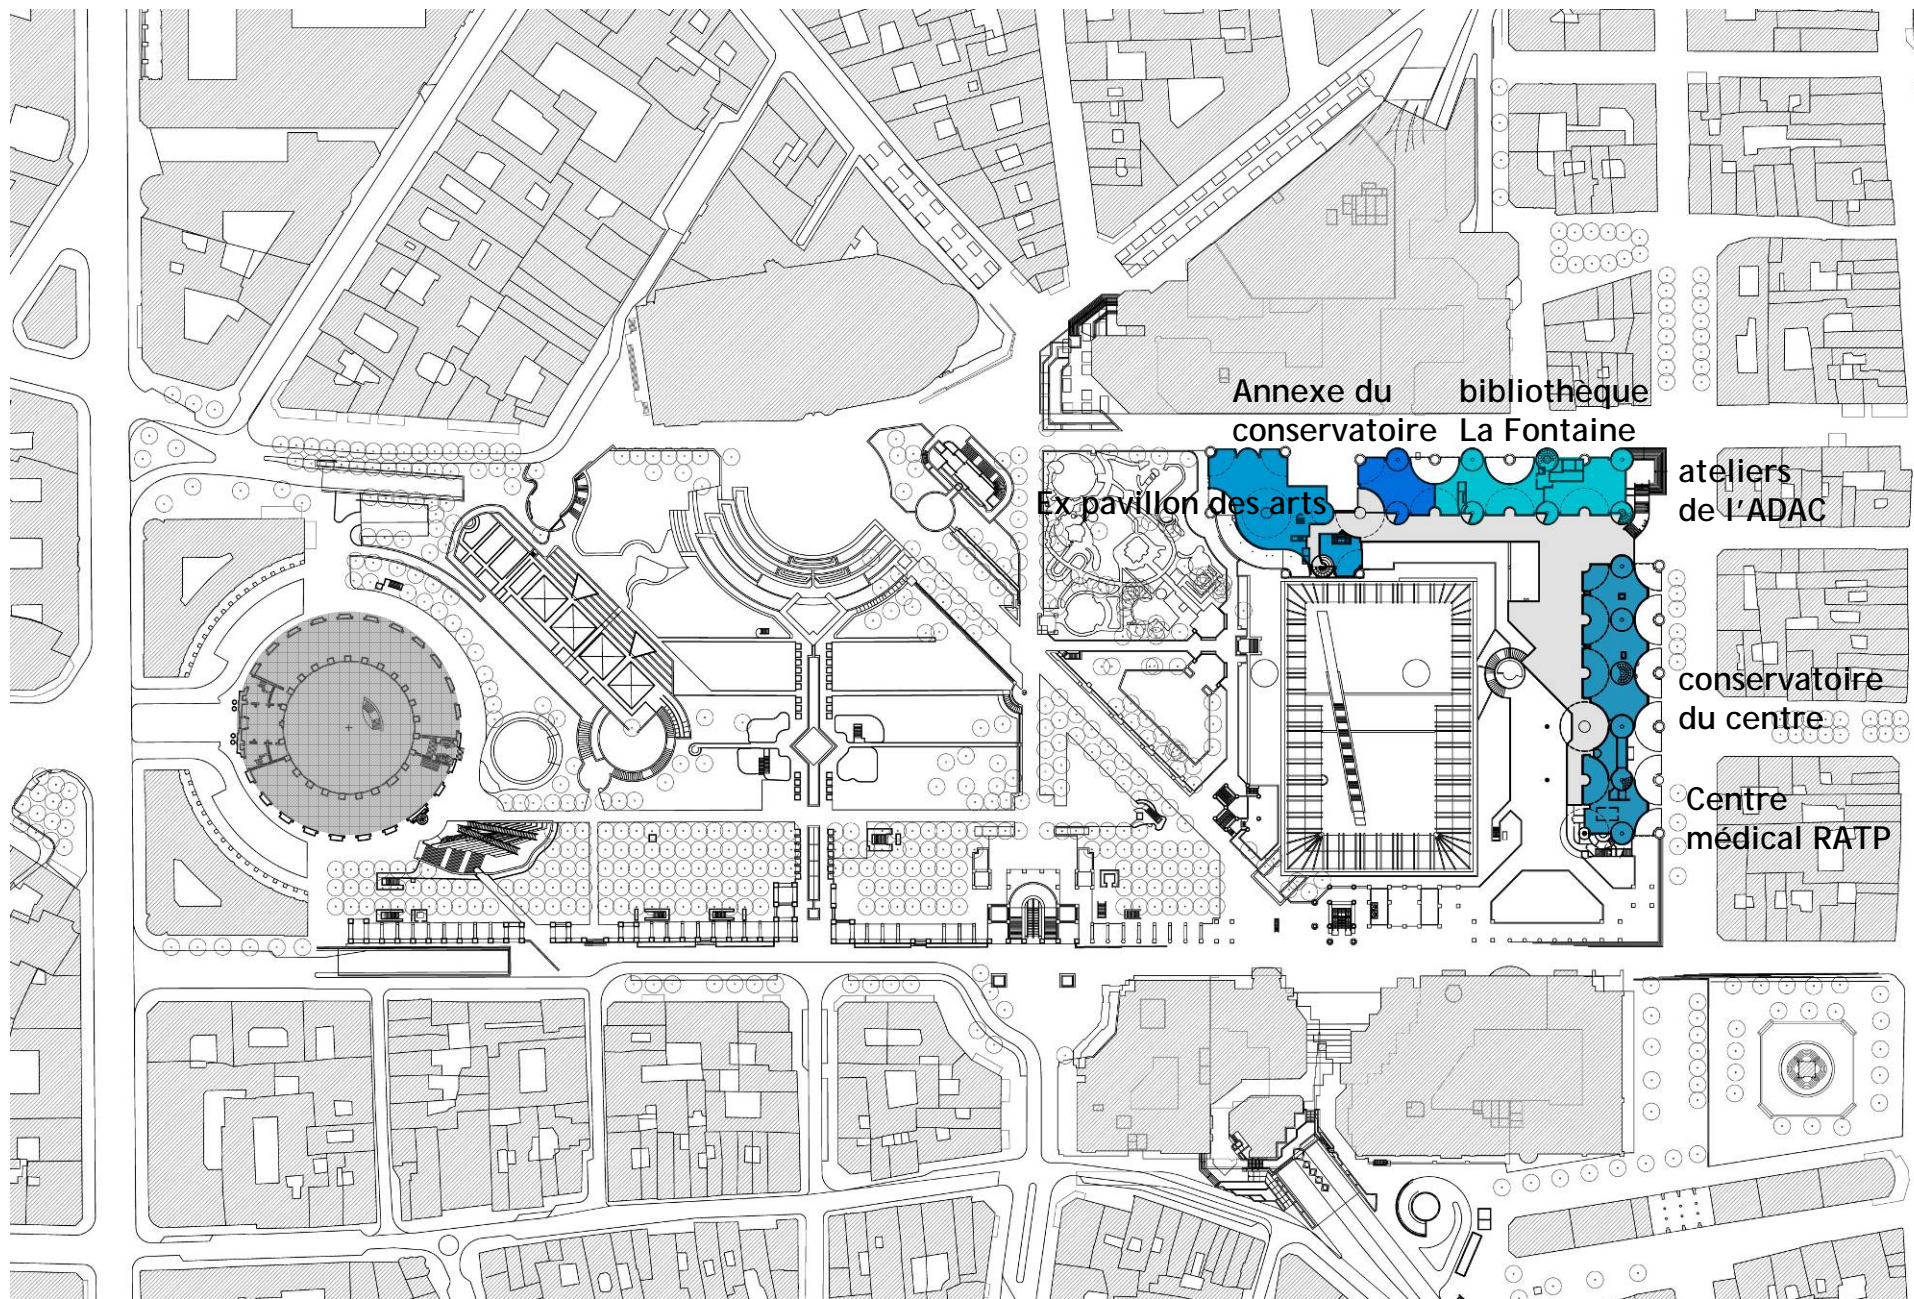 Annexe du
conservatoire
bibliothèque
La Fontaine
Ex pavillon des arts
ateliers
de l'ADAC
conservatoire
du centre
Centre
médical RATP